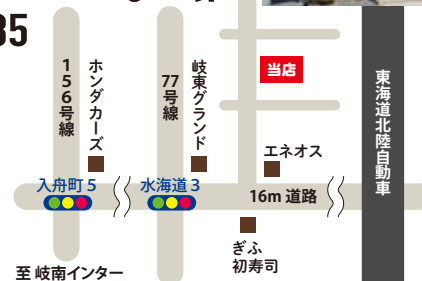 35
156号線
ホンダカーズ
77号線
岐東グランド
当店
東海道北陸自動車
エネオス
入舟町5
水海道3
16m道路
ぎふ
初寿司
至 岐南インター